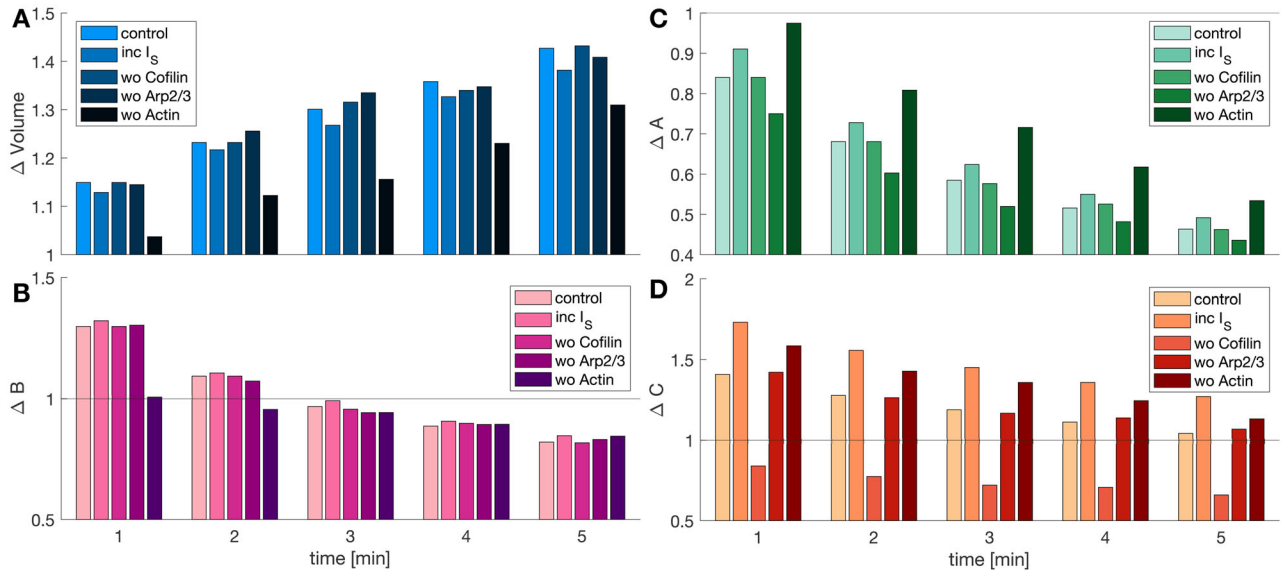 A
Δ Volume
1.5
1.4
1.3
1.2
1.1
1
control
inc I_S
wo Cofilin
wo Arp2/3
wo Actin
B
Δ B
1.5
1
0.5
control
inc I_S
wo Cofilin
wo Arp2/3
wo Actin
1 2 3 4 5
time [min]
C
Δ A
1
0.9
0.8
0.7
0.6
0.5
0.4
control
inc I_S
wo Cofilin
wo Arp2/3
wo Actin
D
Δ C
2
1.5
1
0.5
control
inc I_S
wo Cofilin
wo Arp2/3
wo Actin
1 2 3 4 5
time [min]